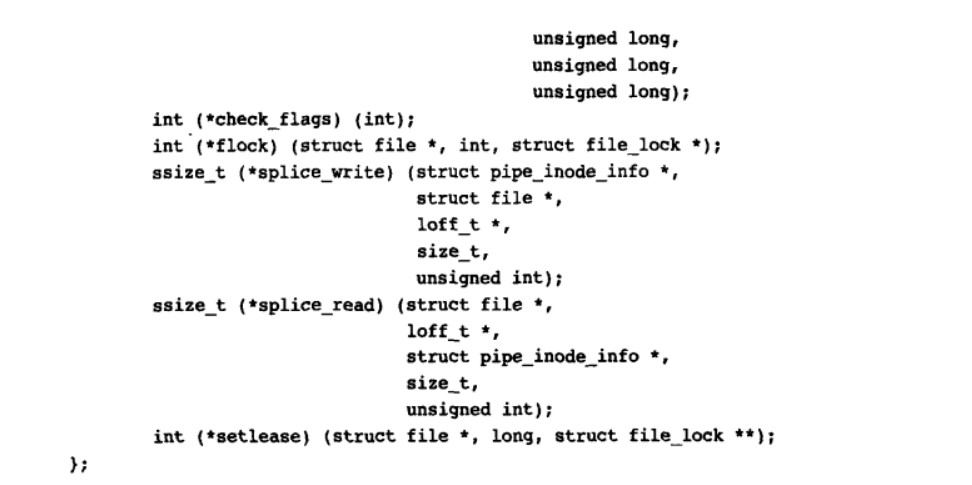 unsigned long,
unsigned long,
unsigned long);
int (*check_flags) (int);
int (*flock) (struct file *, int, struct file_lock *);
ssize_t (*splice_write) (struct pipe_inode_info *,
struct file *,
loff_t *,
size_t,
unsigned int);
ssize_t (*splice_read) (struct file *,
loff_t *,
struct pipe_inode_info *,
size_t,
unsigned int);
int (*setlease) (struct file *, long, struct file_lock **);
};